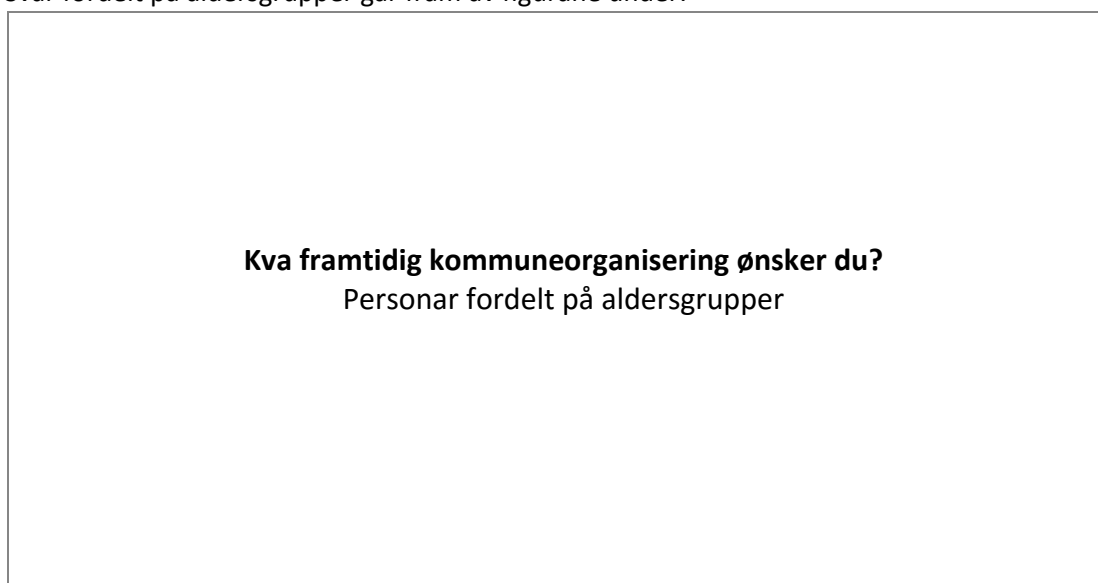 Svar fordelt på aldersgrupper går fram av figurane under:
Kva framtidig kommuneorganisering ønsker du?
Personar fordelt på aldersgrupper